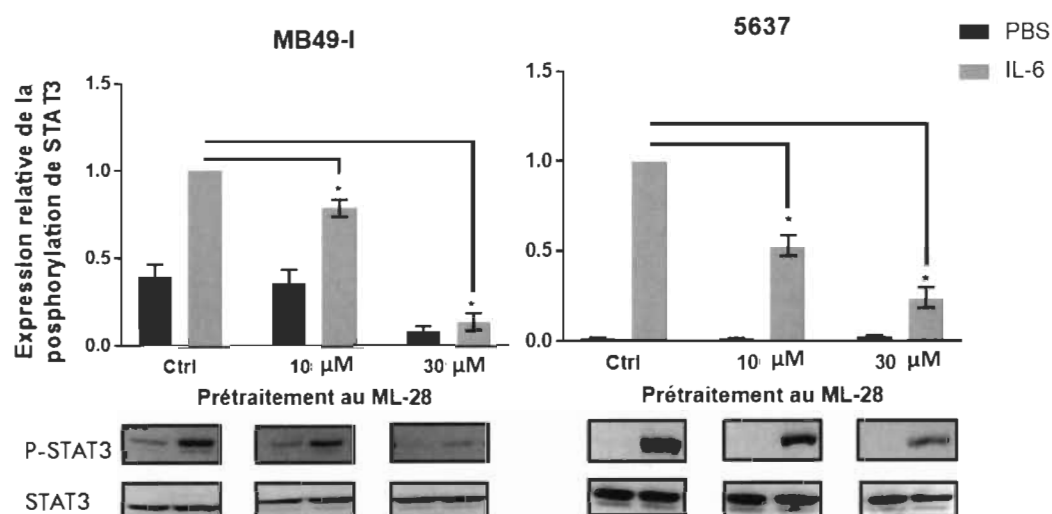 MB49-I
5637
PBS
IL-6
Expression relative de la
posphorylation de STAT3
1.5
1.0
0.5
0.0
*
*
Ctrl
10 µM
30 µM
Prétraitement au ML-28
1.5
1.0
0.5
0.0
*
*
Ctrl
10 µM
30 µM
Prétraitement au ML-28
P-STAT3
STAT3